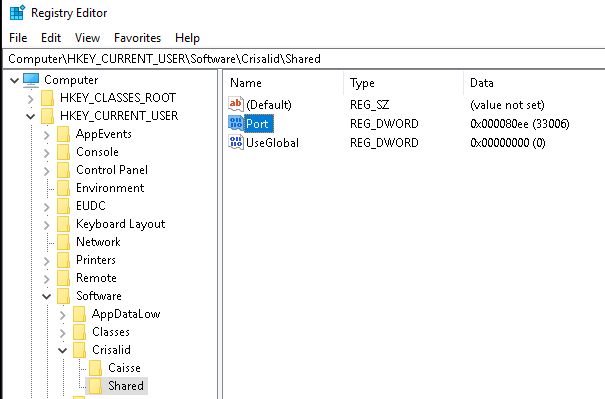 Registry Editor
File Edit View Favorites Help
Computer\HKEY_CURRENT_USER\Software\Crisalid\Shared
Computer
HKEY_CLASSES_ROOT
HKEY_CURRENT_USER
AppEvents
Console
Control Panel
Environment
EUDC
Keyboard Layout
Network
Printers
Remote
Software
AppDataLow
Classes
Crisalid
Caisse
Shared
Name Type Data
ab (Default) REG_SZ (value not set)
Port REG_DWORD 0x000080ee (33006)
UseGlobal REG_DWORD 0x00000000 (0)